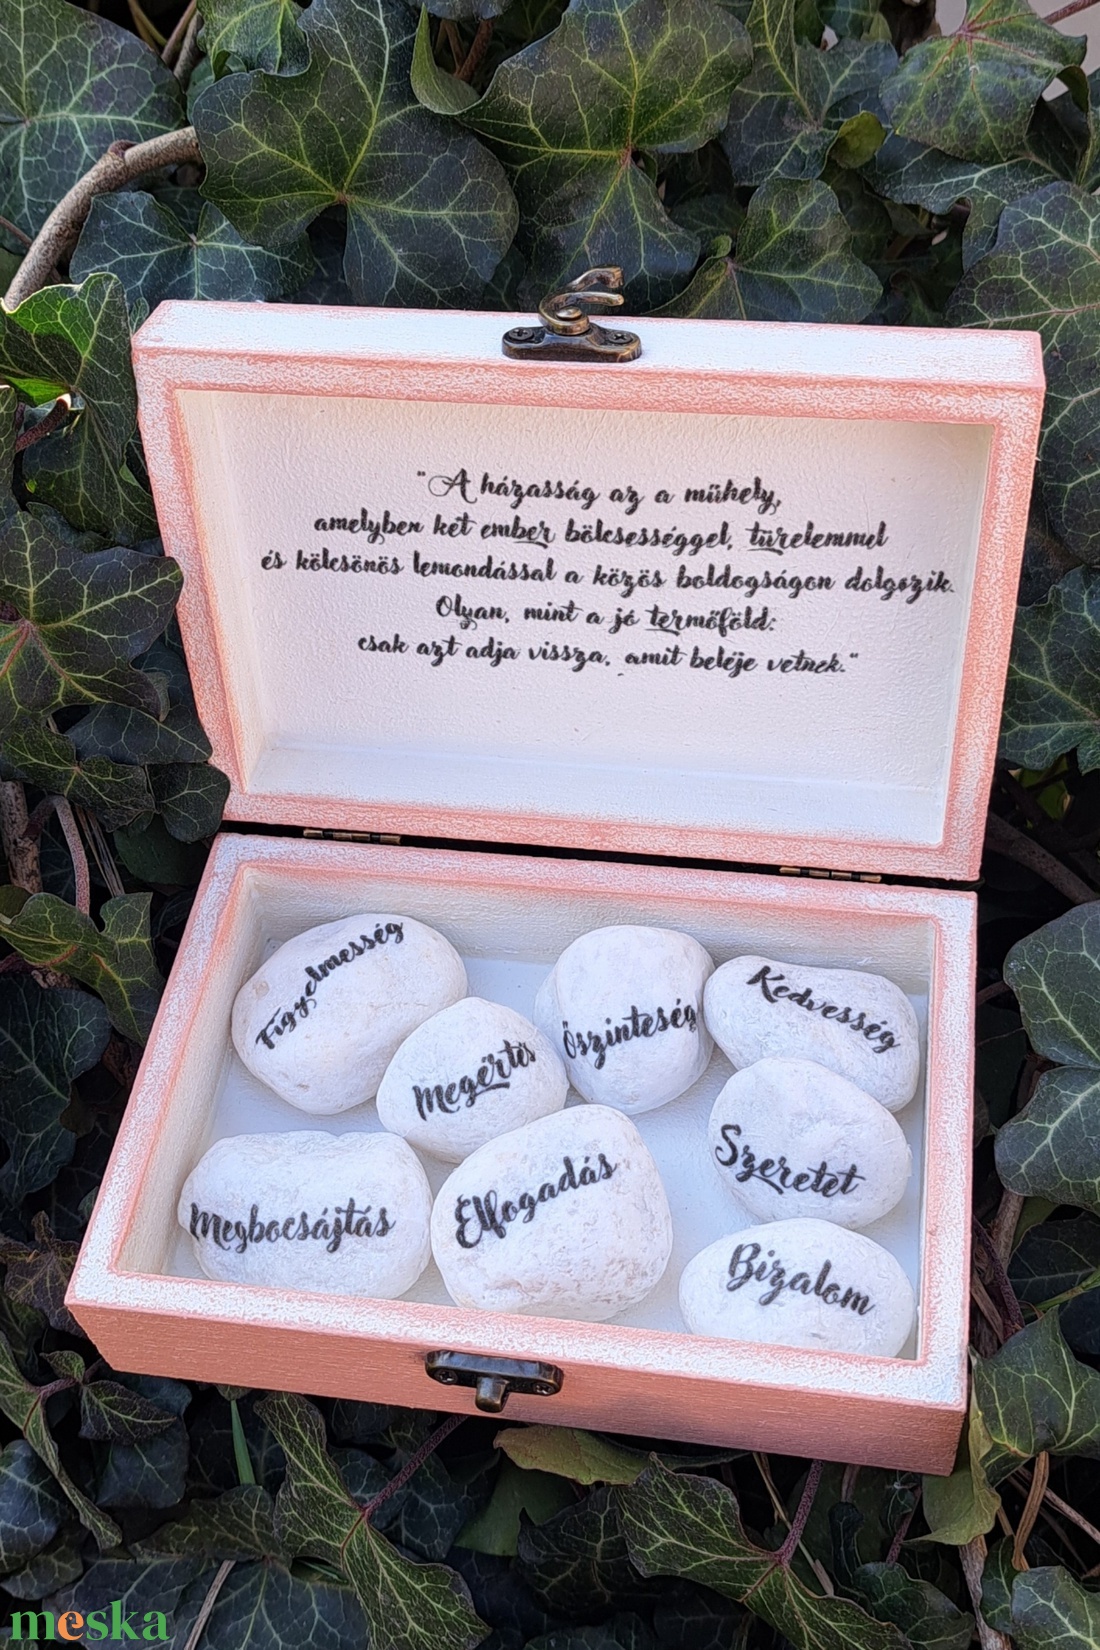 "A házasság az a műhely,
amelyben két ember bölcsességgel, türelemmel
és kölcsönös lemondással a közös boldogságon dolgozik.
Olyan, mint a jó termőföld:
csak azt adja vissza, amit beléje vetnek."
Figyelmesség
Őszinteség
Kedvesség
Megértés
Szeretet
Megbocsájtás
Elfogadás
Bizalom
meska